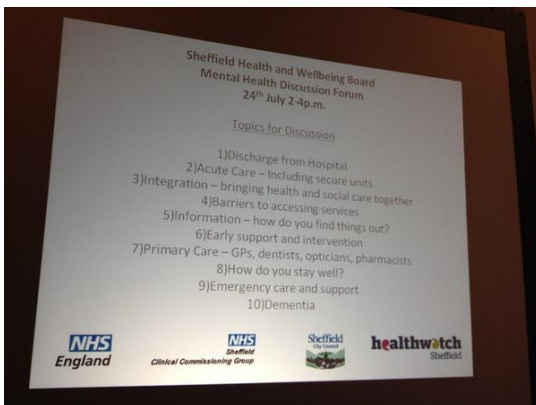 Sheffield Health and Wellbeing Board
Mental Health Discussion Forum
24th July 2-4p.m.
Topics for Discussion
1)Discharge from Hospital
2)Acute Care – Including secure units
3)Integration – bringing health and social care together
4)Barriers to accessing services
5)Information – how do you find things out?
6)Early support and intervention
7)Primary Care – GPs, dentists, opticians, pharmacists
8)How do you stay well?
9)Emergency care and support
10)Dementia
NHS
England
NHS
Sheffield
Clinical Commissioning Group
Sheffield
City Council
healthwatch
Sheffield